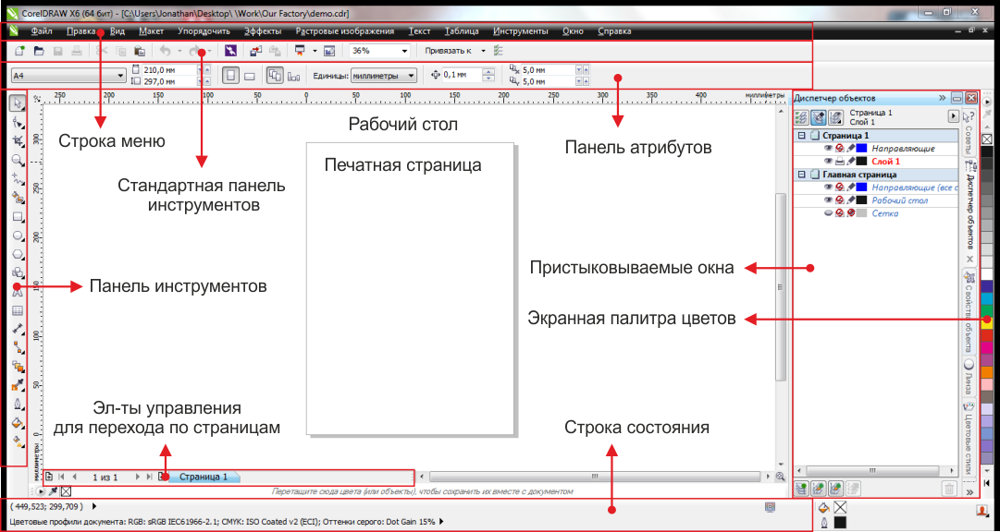 CorelDRAW X6 (64 бит) - [C:\Users\Jonathan\Desktop\ \Work\Our Factory\demo.cdr]
Файл Правка Вид Макет Упорядочить Эффекты Растровые изображения Текст Таблица Инструменты Окно Справка
36% Привязать к
A4 210,0 мм 297,0 мм Единицы: миллиметры 0,1 мм 5,0 мм 5,0 мм
250 200 150 100 50 0 50 100 150 200 250 300 350 400 миллиметры
Диспетчер объектов
Страница 1
Слой 1
Страница 1
Направляющие
Слой 1
Главная страница
Направляющие (все с
Рабочий стол
Сетка
Советы
Диспетчер объектов
Свойства объекта
Линза
Цветовые стили
300
250
200
150
100
50
0
миллиметры
Рабочий стол
Печатная страница
Строка меню
Стандартная панель
инструментов
Панель атрибутов
Панель инструментов
Пристыковываемые окна
Экранная палитра цветов
Эл-ты управления
для перехода по страницам
Строка состояния
1 из 1 Страница 1
Перетащите сюда цвета (или объекты), чтобы сохранить их вместе с документом
( 449,523; 299,709 )
Цветовые профили документа: RGB: sRGB IEC61966-2.1; CMYK: ISO Coated v2 (ECI); Оттенки серого: Dot Gain 15%